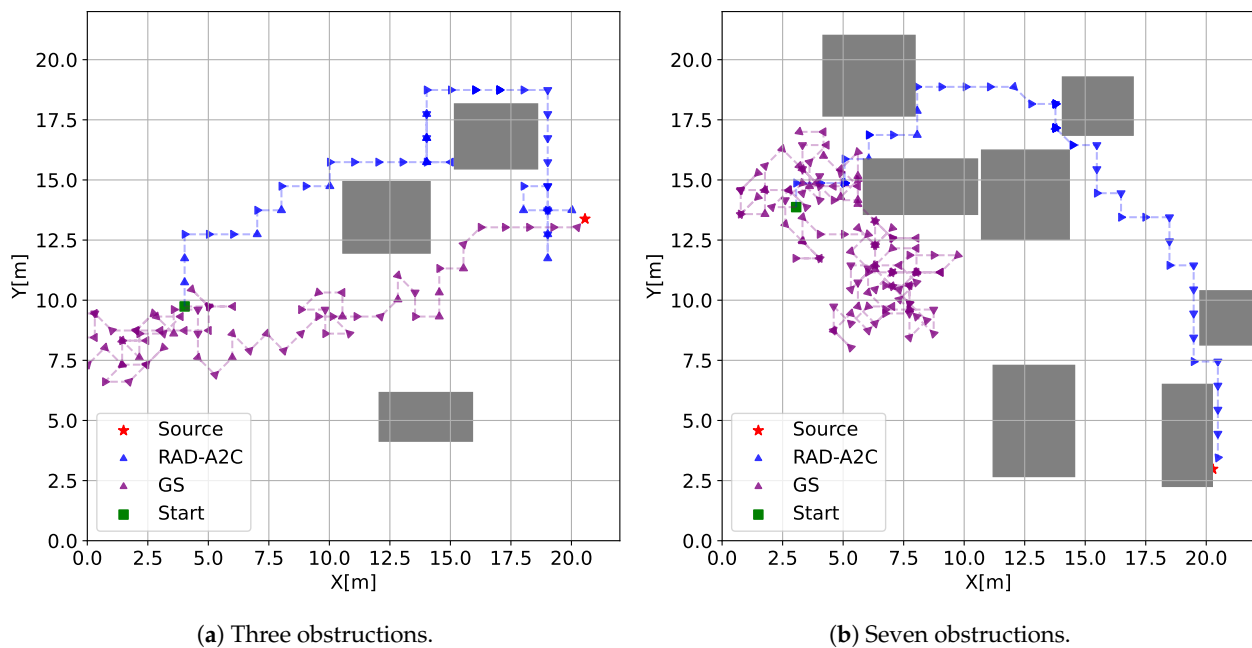 20.0
17.5
15.0
12.5
10.0
7.5
5.0
2.5
0.0
Y[m]
Source
RAD-A2C
GS
Start
0.0 2.5 5.0 7.5 10.0 12.5 15.0 17.5 20.0
X[m]
(a) Three obstructions.
20.0
17.5
15.0
12.5
10.0
7.5
5.0
2.5
0.0
Y[m]
Source
RAD-A2C
GS
Start
0.0 2.5 5.0 7.5 10.0 12.5 15.0 17.5 20.0
X[m]
(b) Seven obstructions.